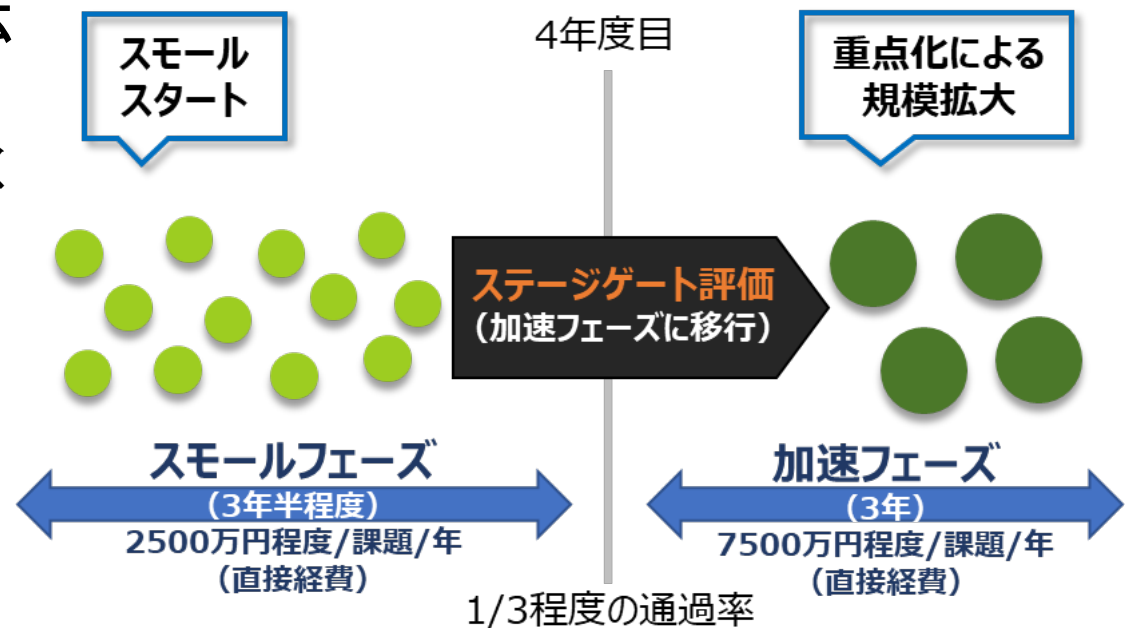 スモール
スタート
4年度目
重点化による
規模拡大
ステージゲート評価
（加速フェーズに移行）
スモールフェーズ
（3年半程度）
2500万円程度/課題/年
（直接経費）
加速フェーズ
（3年）
7500万円程度/課題/年
（直接経費）
1/3程度の通過率